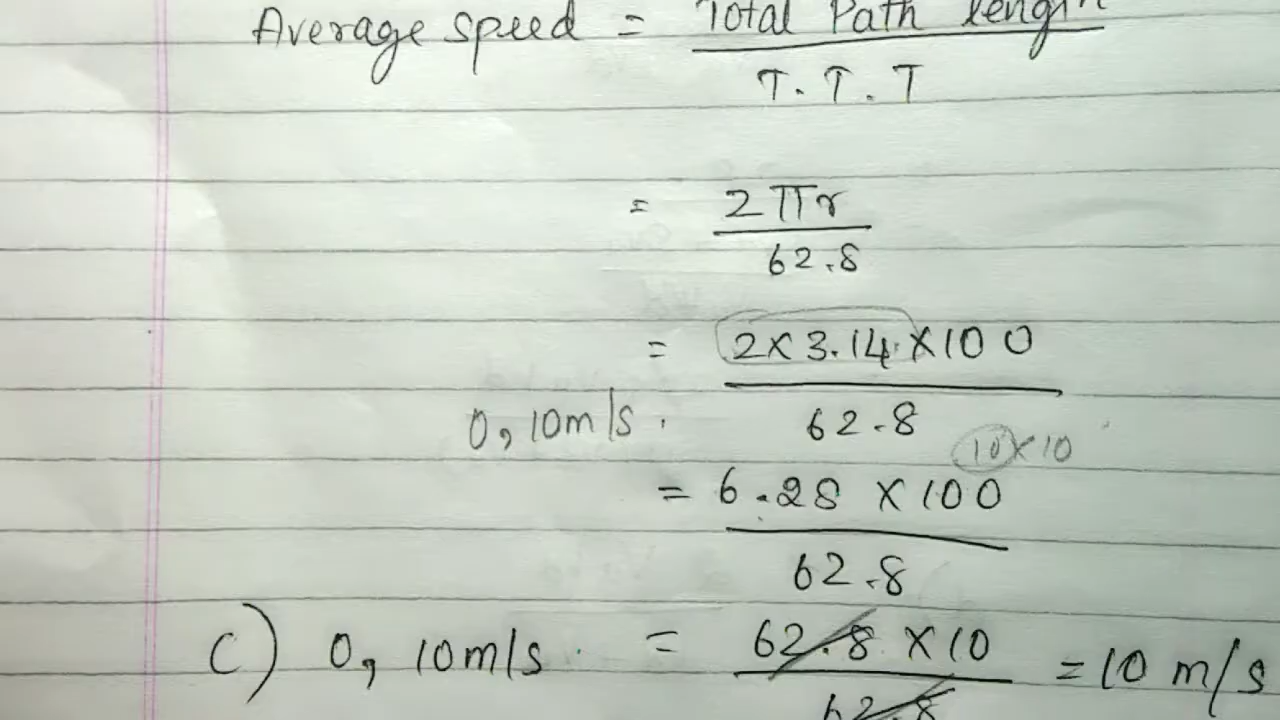 Average speed = Total Path length
T. T. T
= 2πr
62.8
= 2×3.14×100
62.8
0, 10m/s.
10×10
= 6.28 ×100
62.8
c) 0, 10m/s = 62.8 ×10 = 10 m/s
62.8